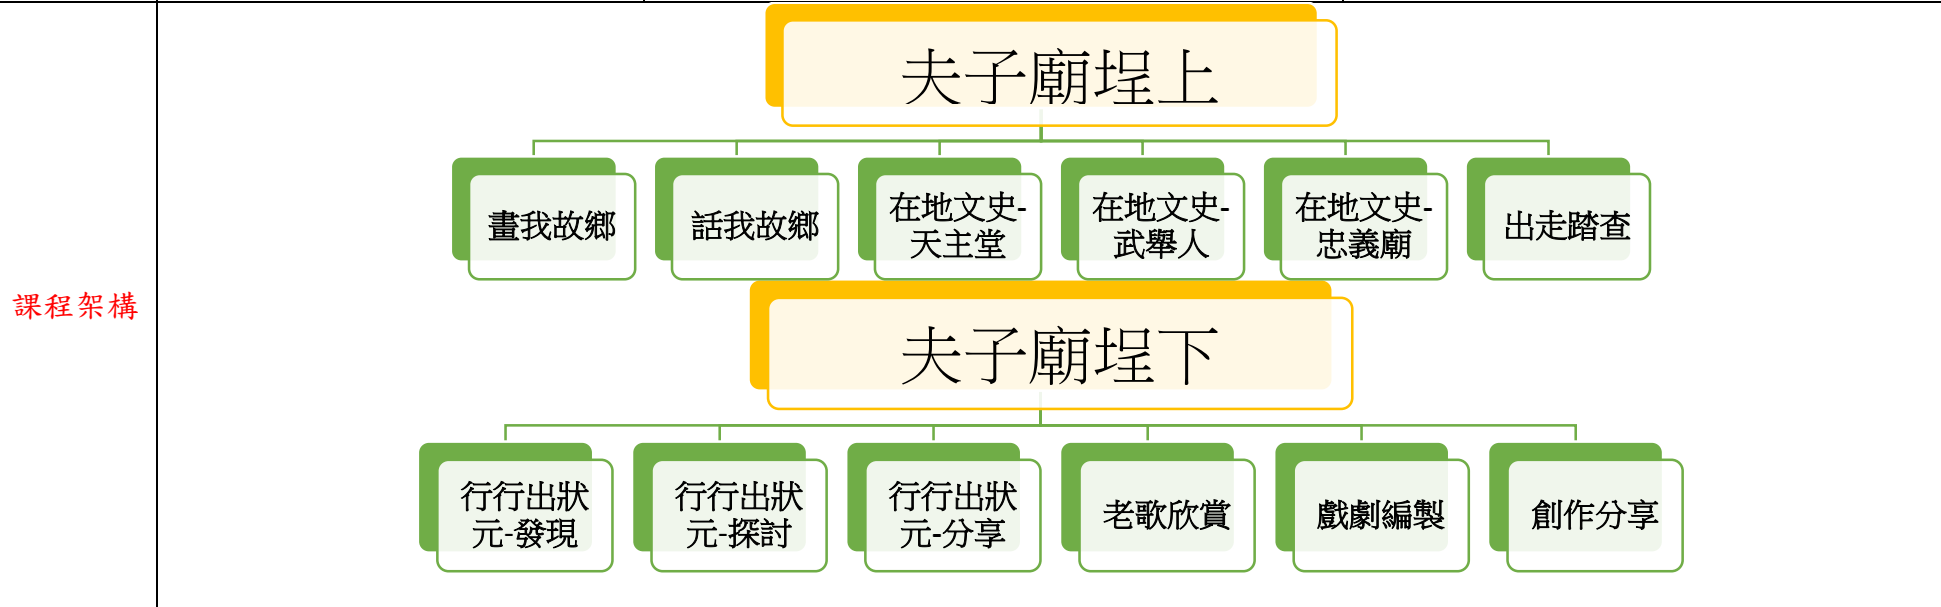 課程架構
夫子廟埕上
畫我故鄉
話我故鄉
在地文史-
天主堂
在地文史-
武舉人
在地文史-
忠義廟
出走踏查
夫子廟埕下
行行出狀
元-發現
行行出狀
元-探討
行行出狀
元-分享
老歌欣賞
戲劇編製
創作分享